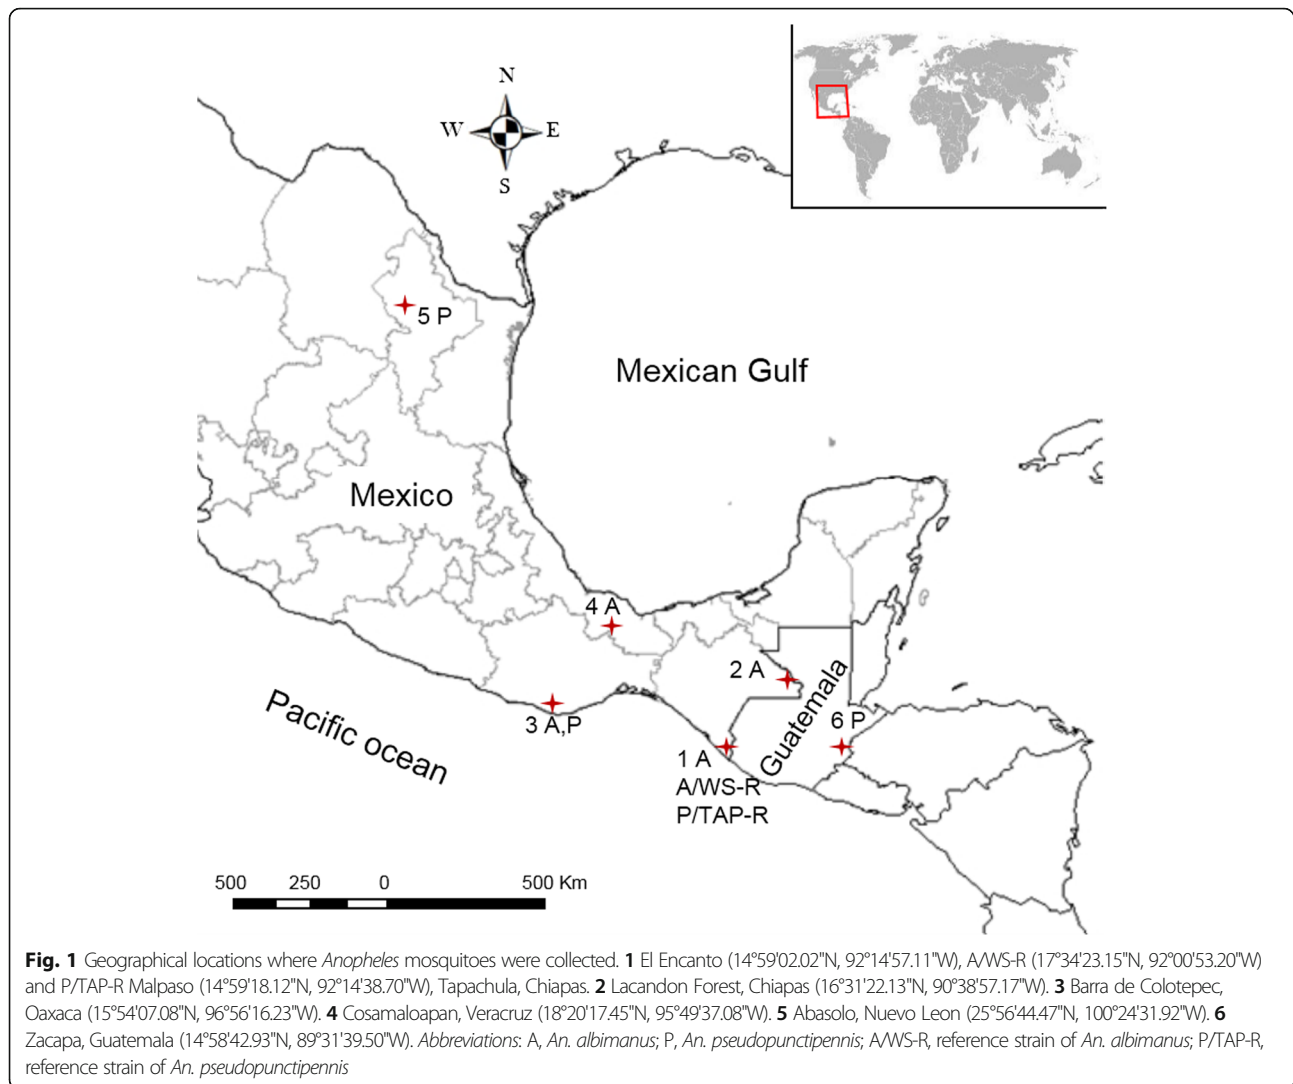 N
W E
S
5 P
Mexican Gulf
Mexico
4 A
2 A
Guatemala
3 A,P
6 P
Pacific ocean
1 A
A/WS-R
P/TAP-R
500 250 0 500 Km
Fig. 1 Geographical locations where Anopheles mosquitoes were collected. 1 El Encanto (14°59'02.02"N, 92°14'57.11"W), A/WS-R (17°34'23.15"N, 92°00'53.20"W)
and P/TAP-R Malpaso (14°59'18.12"N, 92°14'38.70"W), Tapachula, Chiapas. 2 Lacandon Forest, Chiapas (16°31'22.13"N, 90°38'57.17"W). 3 Barra de Colotepec,
Oaxaca (15°54'07.08"N, 96°56'16.23"W). 4 Cosamaloapan, Veracruz (18°20'17.45"N, 95°49'37.08"W). 5 Abasolo, Nuevo Leon (25°56'44.47"N, 100°24'31.92"W). 6
Zacapa, Guatemala (14°58'42.93"N, 89°31'39.50"W). Abbreviations: A, An. albimanus; P, An. pseudopunctipennis; A/WS-R, reference strain of An. albimanus; P/TAP-R,
reference strain of An. pseudopunctipennis